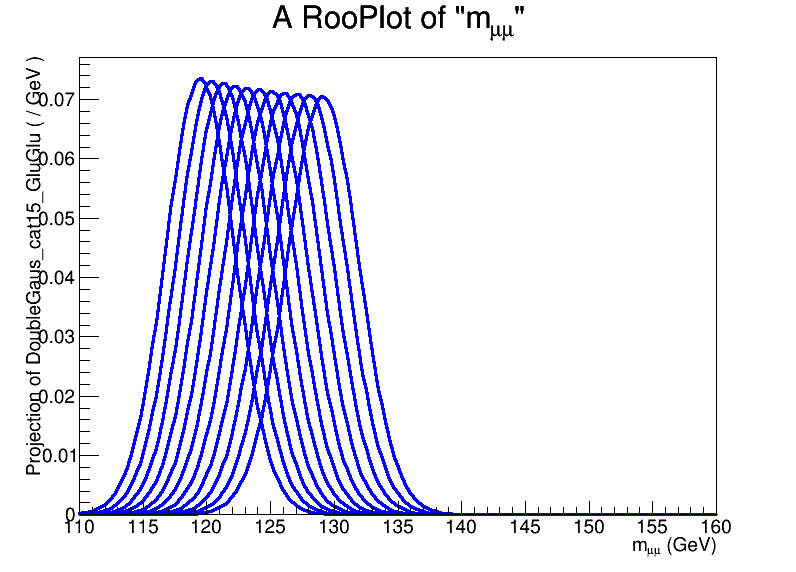 A RooPlot of "mμμ"
Projection of DoubleGaus_cat15_GluGlu ( / GeV )
0.07
0.06
0.05
0.04
0.03
0.02
0.01
0
110 115 120 125 130 135 140 145 150 155 160
mμμ (GeV)